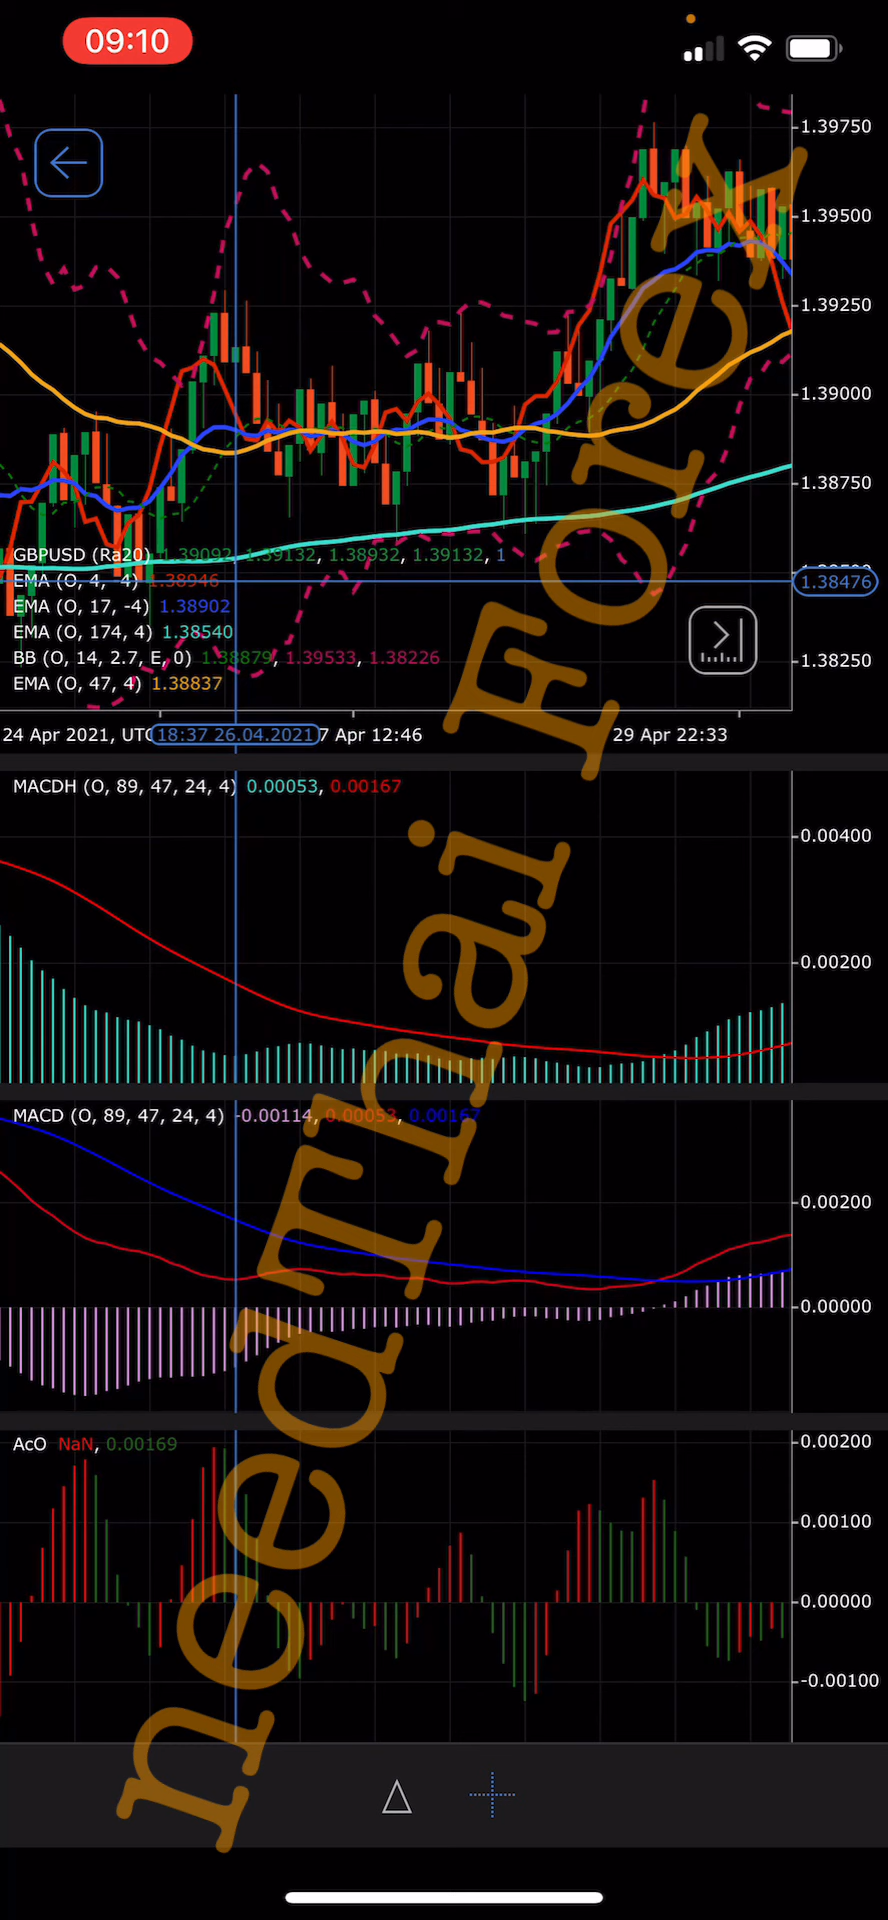 09:10
1.39750
1.39500
1.39250
1.39000
1.38750
GBPUSD (Ra20) 1.39092, 1.39132, 1.38932, 1.39132, 1
EMA (O, 4, -4) 1.38946
1.38476
EMA (O, 17, -4) 1.38902
EMA (O, 174, 4) 1.38540
BB (O, 14, 2.7, E, 0) 1.38879, 1.39533, 1.38226
1.38250
EMA (O, 47, 4) 1.38837
24 Apr 2021, UTC 18:37 26.04.2021 7 Apr 12:46 29 Apr 22:33
MACDH (O, 89, 47, 24, 4) 0.00053, 0.00167
0.00400
0.00200
MACD (O, 89, 47, 24, 4) -0.00114, 0.00053, 0.00167
0.00200
0.00000
AcO NaN, 0.00169
0.00200
0.00100
0.00000
-0.00100
neeqThai Forex